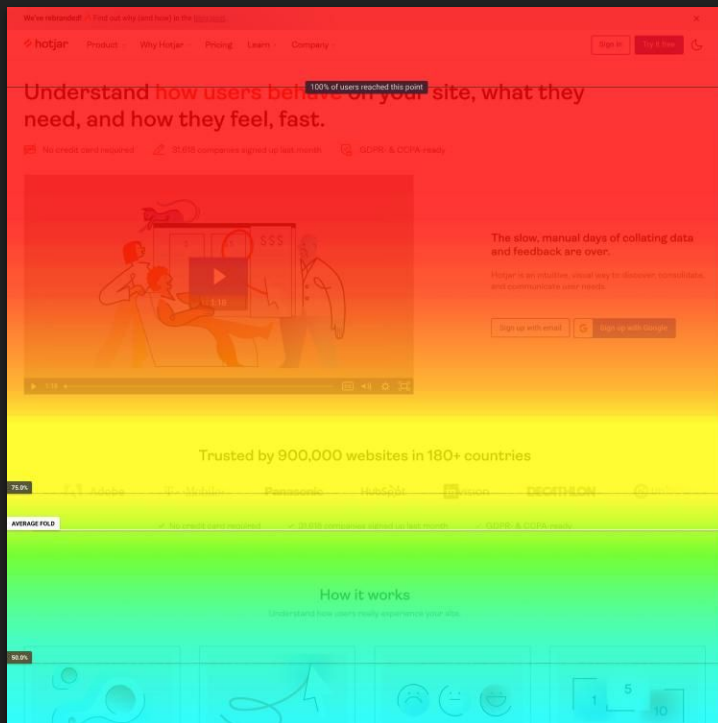 We've rebranded! Find out why (and how) in the
hotjar Product Why Hotjar Pricing Learn Company Sign in Try it free
100% of users reached this point
Understand how users behave on your site, what they
need, and how they feel, fast.
No credit card required 31,618 companies signed up last month GDPR- & CCPA-ready
$$$
1:10
The slow, manual days of collating data
and feedback are over.
Hotjar is an intuitive, visual way to discover, consolidate,
and communicate user needs.
Sign up with email G Sign up with Google
Trusted by 900,000 websites in 180+ countries
75.0%
Adobe T-Mobile Panasonic HubSpot invision DECATHLON
AVERAGE FOLD
✓ No credit card required ✓ 31,618 companies signed up last month GDPR- & CCPA-ready
How it works
Understand how users really experience your site
50.0%
1 5 10